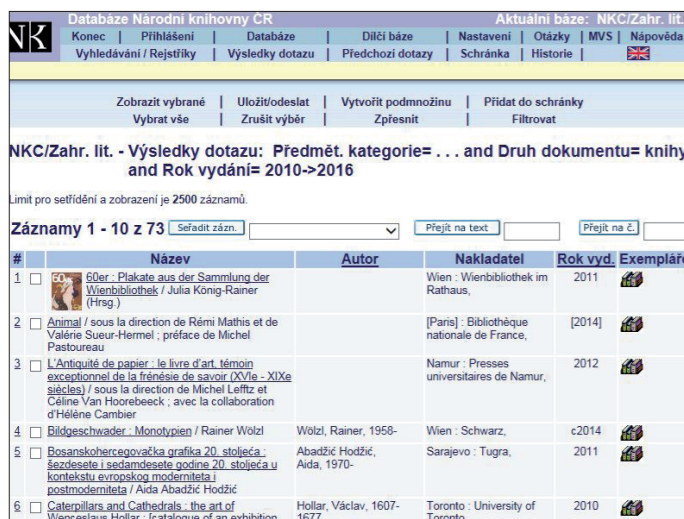 Databáze Národní knihovny ČR Aktuální báze: NKC/Zahr. lit.
NK
Konec | Přihlášení | Databáze | Dílčí báze | Nastavení | Otázky | MVS | Nápověda
Vyhledávání / Rejstříky | Výsledky dotazu | Předchozí dotazy | Schránka | Historie |
Zobrazit vybrané | Uložit/odeslat | Vytvořit podmnožinu | Přidat do schránky
Vybrat vše | Zrušit výběr | Zpřesnit | Filtrovat
NKC/Zahr. lit. - Výsledky dotazu: Předmět. kategorie= . . . and Druh dokumentu= knihy
and Rok vydání= 2010->2016
Limit pro setřídění a zobrazení je 2500 záznamů.
Záznamy 1 - 10 z 73 Seřadit zázn. Přejít na text Přejít na č.
# Název Autor Nakladatel Rok vyd. Exempláře
1 60er : Plakate aus der Sammlung der Wien : Wienbibliothek im 2011
Wienbibliothek / Julia König-Rainer Rathaus,
(Hrsg.)
2 Animal / sous la direction de Rémi Mathis et de [Paris] : Bibliothèque [2014]
Valérie Sueur-Hermel ; préface de Michel nationale de France,
Pastoureau
3 L'Antiquité de papier : le livre d'art, témoin Namur : Presses 2012
exceptionnel de la frénésie de savoir (XVIe - XIXe universitaires de Namur,
siècles) / sous la direction de Michel Lefftz et
Céline Van Hoorebeeck ; avec la collaboration
d'Hélène Cambier
4 Bildgeschwader : Monotypien / Rainer Wölzl Wölzl, Rainer, 1958- Wien : Schwarz, c2014
5 Bosanskohercegovačka grafika 20. stoljeća : Abadžić Hodžić, Sarajevo : Tugra, 2011
šezdesete i sedamdesete godine 20. stoljeća u Aida, 1970-
kontekstu evropskog moderniteta i
postmoderniteta / Aida Abadžić Hodžić
6 Caterpillars and Cathedrals : the art of Hollar, Václav, 1607- Toronto : University of 2010
Wenceslaus Hollar : [catalogue of an exhibition 1677 Toronto